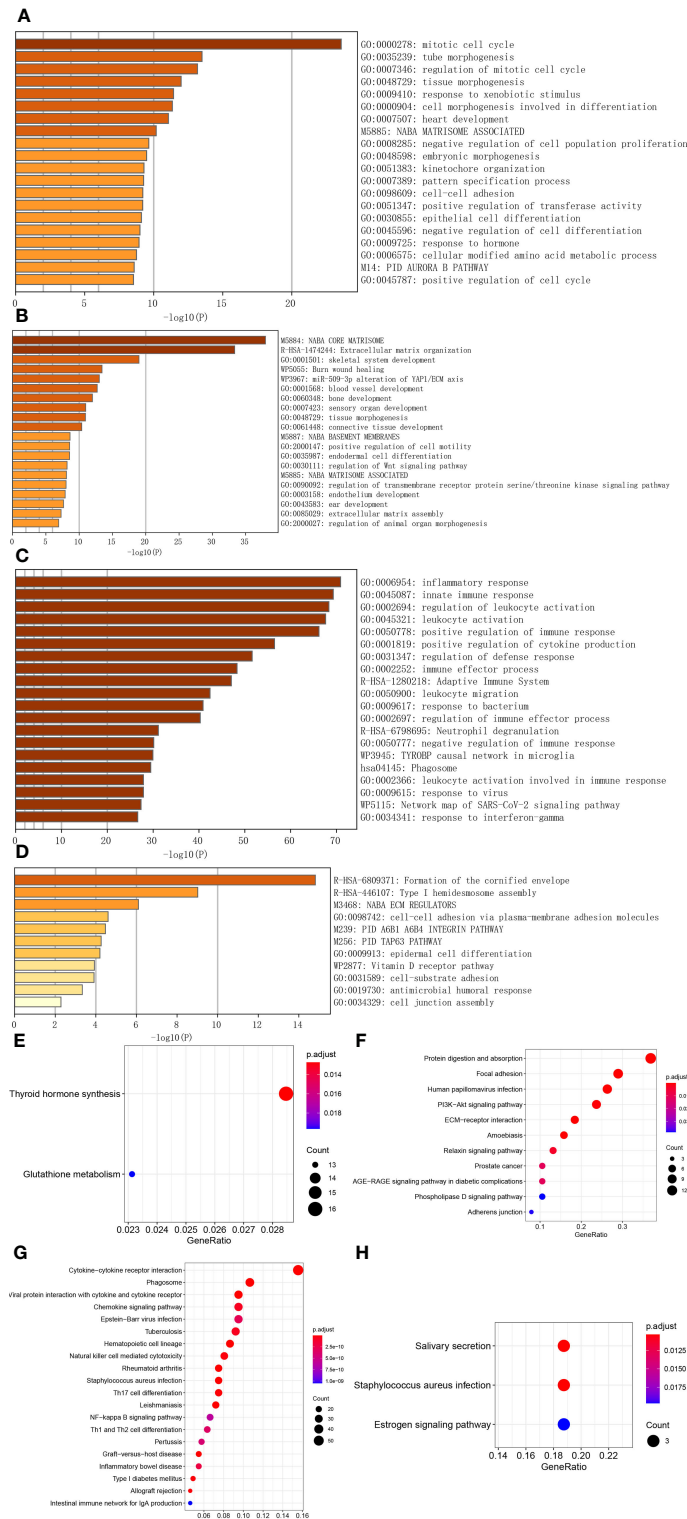 A
GO:0000278: mitotic cell cycle
GO:0035239: tube morphogenesis
GO:0007346: regulation of mitotic cell cycle
GO:0048729: tissue morphogenesis
GO:0009410: response to xenobiotic stimulus
GO:0000904: cell morphogenesis involved in differentiation
GO:0007507: heart development
M5885: NABA MATRISOME ASSOCIATED
GO:0008285: negative regulation of cell population proliferation
GO:0048598: embryonic morphogenesis
GO:0051383: kinetochore organization
GO:0007389: pattern specification process
GO:0098609: cell-cell adhesion
GO:0051347: positive regulation of transferase activity
GO:0030855: epithelial cell differentiation
GO:0045596: negative regulation of cell differentiation
GO:0009725: response to hormone
GO:0006575: cellular modified amino acid metabolic process
M14: PID AURORA B PATHWAY
GO:0045787: positive regulation of cell cycle
0 5 10 15 20
-log10(P)
B
M5884: NABA CORE MATRISOME
R-HSA-1474244: Extracellular matrix organization
GO:0001501: skeletal system development
WP5055: Burn wound healing
WP3967: miR-509-3p alteration of YAP1/ECM axis
GO:0001568: blood vessel development
GO:0060348: bone development
GO:0007423: sensory organ development
GO:0048729: tissue morphogenesis
GO:0061448: connective tissue development
M5887: NABA BASEMENT MEMBRANES
GO:2000147: positive regulation of cell motility
GO:0035987: endodermal cell differentiation
GO:0030111: regulation of Wnt signaling pathway
M5885: NABA MATRISOME ASSOCIATED
GO:0090092: regulation of transmembrane receptor protein serine/threonine kinase signaling pathway
GO:0003158: endothelium development
GO:0043583: ear development
GO:0085029: extracellular matrix assembly
GO:2000027: regulation of animal organ morphogenesis
0 5 10 15 20 25 30 35
-log10(P)
C
GO:0006954: inflammatory response
GO:0045087: innate immune response
GO:0002694: regulation of leukocyte activation
GO:0045321: leukocyte activation
GO:0050778: positive regulation of immune response
GO:0001819: positive regulation of cytokine production
GO:0031347: regulation of defense response
GO:0002252: immune effector process
R-HSA-1280218: Adaptive Immune System
GO:0050900: leukocyte migration
GO:0009617: response to bacterium
GO:0002697: regulation of immune effector process
R-HSA-6798695: Neutrophil degranulation
GO:0050777: negative regulation of immune response
WP3945: TYROBP causal network in microglia
hsa04145: Phagosome
GO:0002366: leukocyte activation involved in immune response
GO:0009615: response to virus
WP5115: Network map of SARS-CoV-2 signaling pathway
GO:0034341: response to interferon-gamma
0 10 20 30 40 50 60 70
-log10(P)
D
R-HSA-6809371: Formation of the cornified envelope
R-HSA-446107: Type I hemidesmosome assembly
M3468: NABA ECM REGULATORS
GO:0098742: cell-cell adhesion via plasma-membrane adhesion molecules
M239: PID A6B1 A6B4 INTEGRIN PATHWAY
M256: PID TAP63 PATHWAY
GO:0009913: epidermal cell differentiation
WP2877: Vitamin D receptor pathway
GO:0031589: cell-substrate adhesion
GO:0019730: antimicrobial humoral response
GO:0034329: cell junction assembly
0 2 4 6 8 10 12 14
-log10(P)
E
Thyroid hormone synthesis
Glutathione metabolism
0.023 0.024 0.025 0.026 0.027 0.028
GeneRatio
p.adjust
0.014
0.016
0.018
Count
13
14
15
16
F
Protein digestion and absorption
Focal adhesion
Human papillomavirus infection
PI3K-Akt signaling pathway
ECM-receptor interaction
Amoebiasis
Relaxin signaling pathway
Prostate cancer
AGE-RAGE signaling pathway in diabetic complications
Phospholipase D signaling pathway
Adherens junction
0.1 0.2 0.3
GeneRatio
p.adjust
Count
3
6
9
12
G
Cytokine-cytokine receptor interaction
Phagosome
Viral protein interaction with cytokine and cytokine receptor
Chemokine signaling pathway
Epstein-Barr virus infection
Tuberculosis
Hematopoietic cell lineage
Natural killer cell mediated cytotoxicity
Rheumatoid arthritis
Staphylococcus aureus infection
Th17 cell differentiation
Leishmaniasis
NF-kappa B signaling pathway
Th1 and Th2 cell differentiation
Pertussis
Graft-versus-host disease
Inflammatory bowel disease
Type I diabetes mellitus
Allograft rejection
Intestinal immune network for IgA production
0.06 0.08 0.10 0.12 0.14 0.16
GeneRatio
p.adjust
2.5e-10
5.0e-10
7.5e-10
1.0e-09
Count
20
30
40
50
H
Salivary secretion
Staphylococcus aureus infection
Estrogen signaling pathway
0.14 0.16 0.18 0.20 0.22
GeneRatio
p.adjust
0.0125
0.0150
0.0175
Count
3